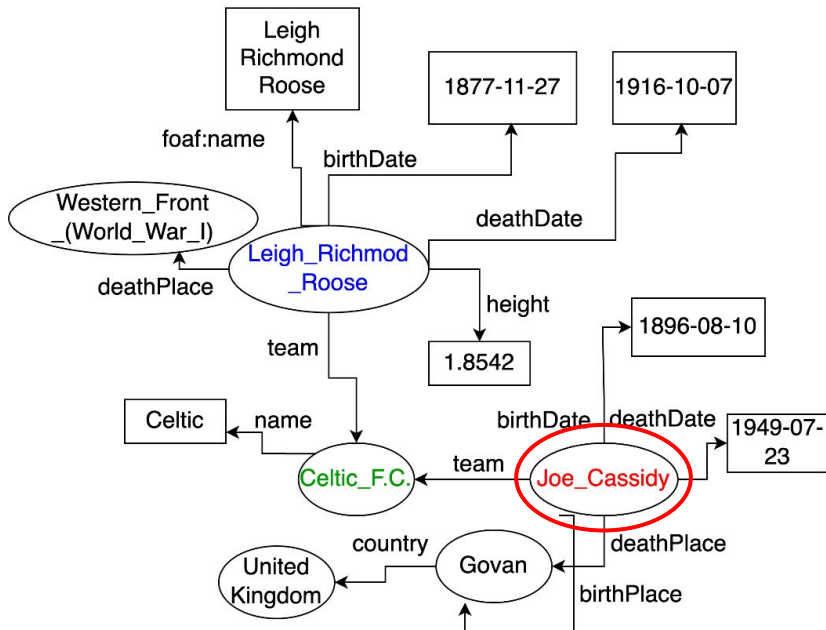 Leigh
Richmond
Roose
1877-11-27
1916-10-07
foaf:name
birthDate
Western_Front
_(World_War_I)
deathDate
Leigh_Richmod
_Roose
deathPlace
height
1896-08-10
team
1.8542
Celtic
name
birthDate
deathDate
1949-07-
23
team
Celtic_F.C.
Joe_Cassidy
country
deathPlace
United
Kingdom
Govan
birthPlace